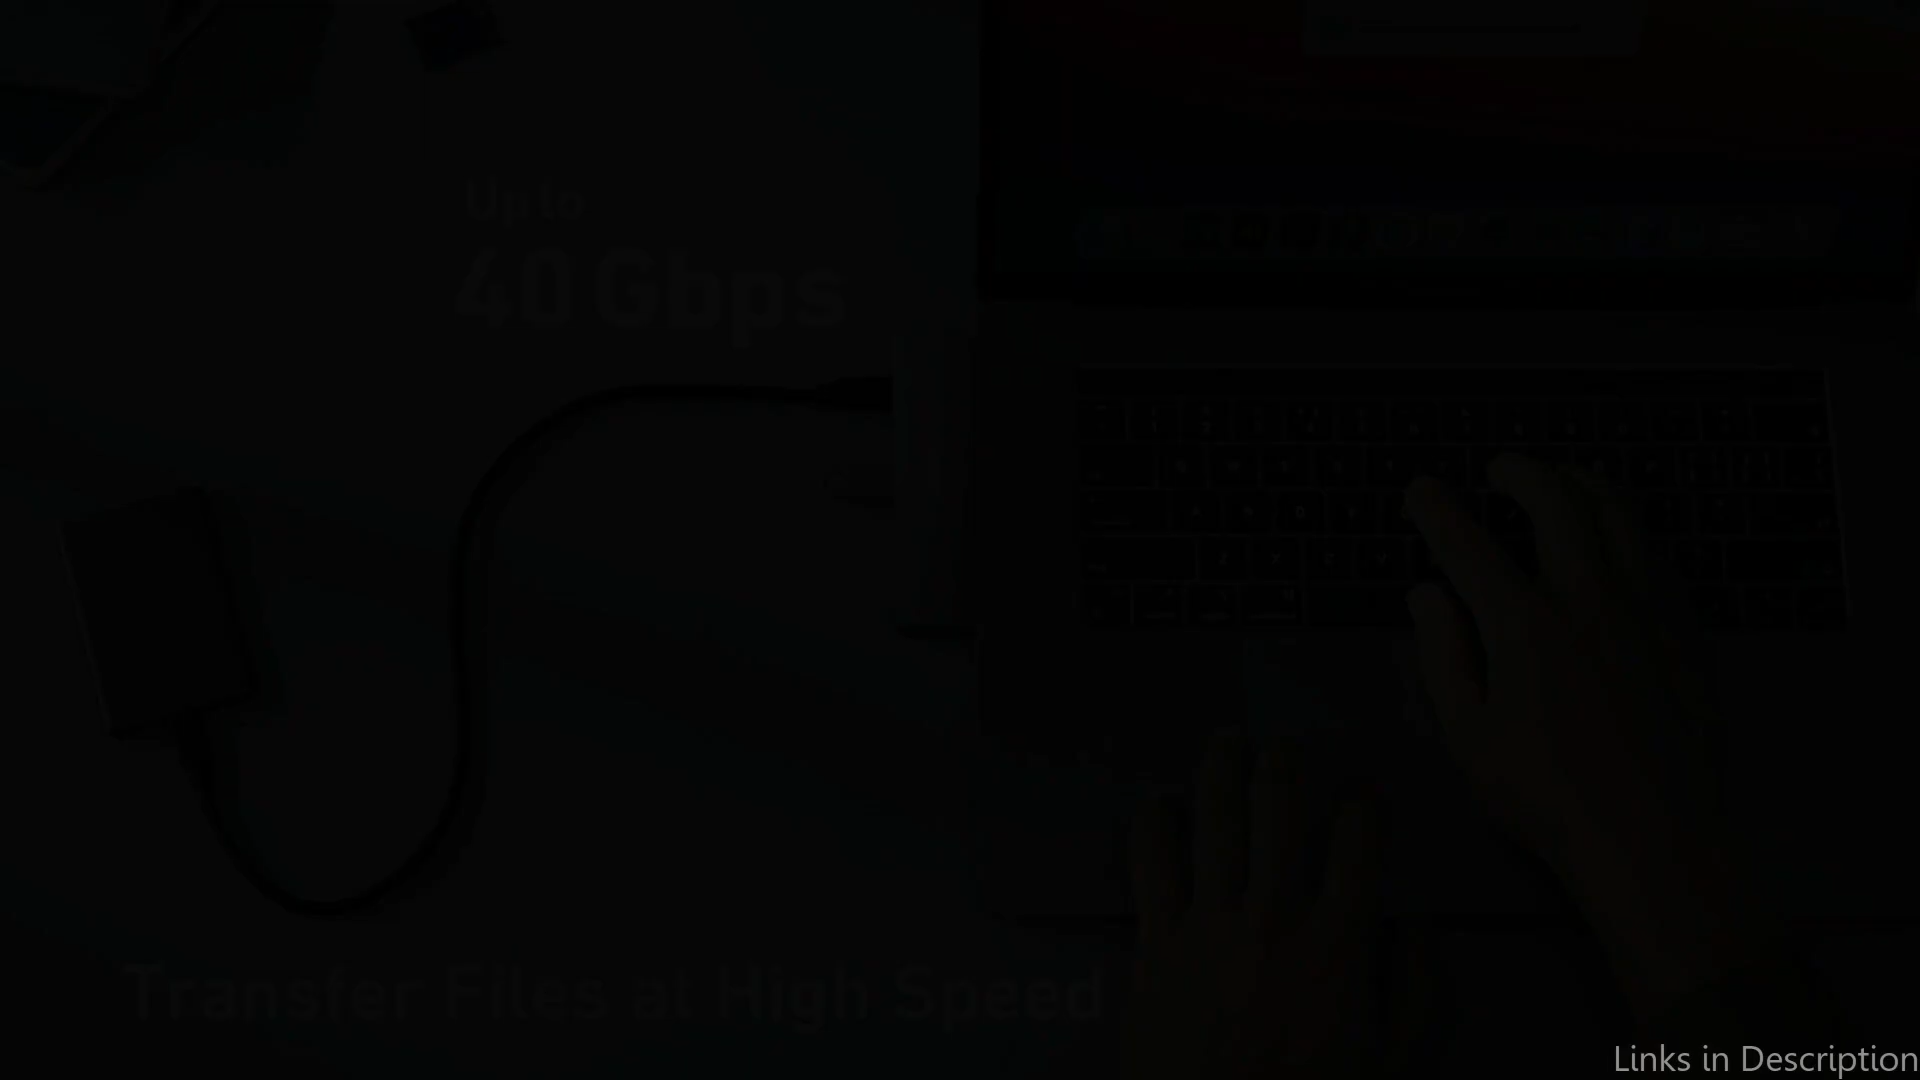 Up to
40 Gbps
Transfer Files at High Speed
Links in Description